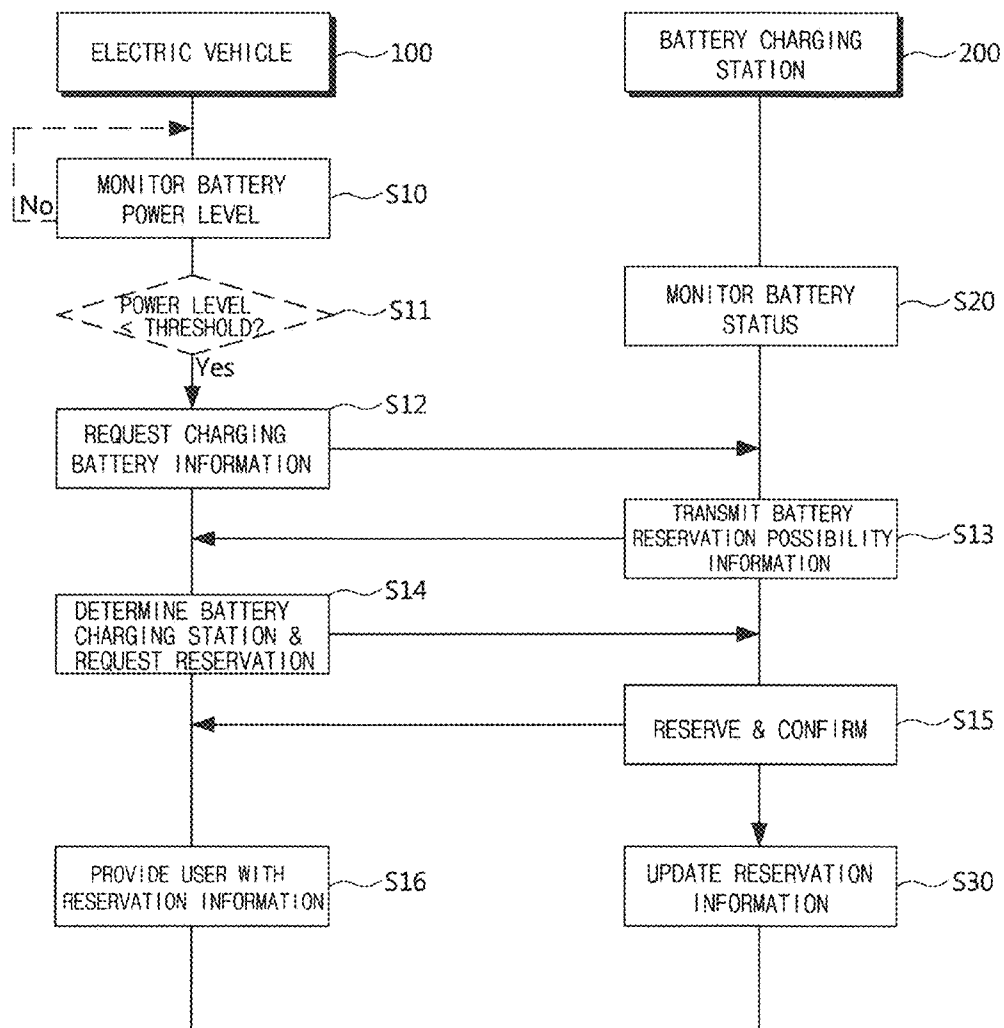 ELECTRIC VEHICLE
100
BATTERY CHARGING
STATION
200
MONITOR BATTERY
POWER LEVEL
S10
No
POWER LEVEL
< THRESHOLD?
S11
Yes
MONITOR BATTERY
STATUS
S20
REQUEST CHARGING
BATTERY INFORMATION
S12
TRANSMIT BATTERY
RESERVATION POSSIBILITY
INFORMATION
S13
DETERMINE BATTERY
CHARGING STATION &
REQUEST RESERVATION
S14
RESERVE & CONFIRM
S15
PROVIDE USER WITH
RESERVATION INFORMATION
S16
UPDATE RESERVATION
INFORMATION
S30